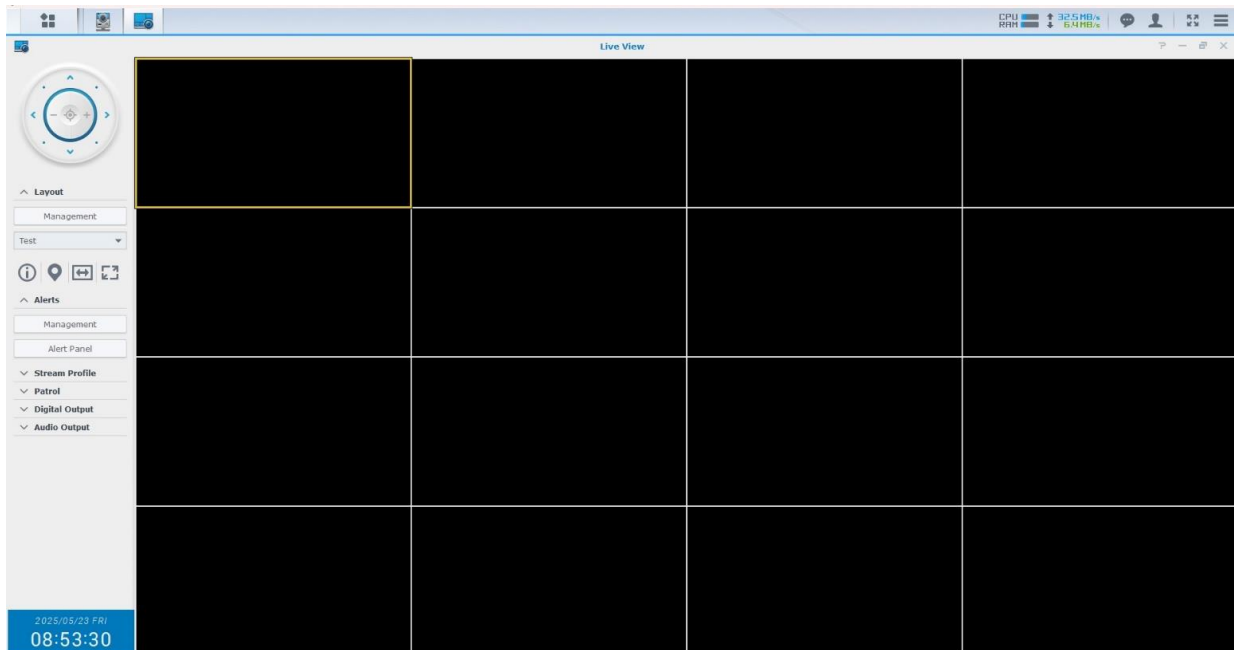 CPU 32.5 MB/s
RAM 6.4 MB/s
Live View
Layout
Management
Test
Alerts
Management
Alert Panel
Stream Profile
Patrol
Digital Output
Audio Output
2025/05/23 FRI
08:53:30